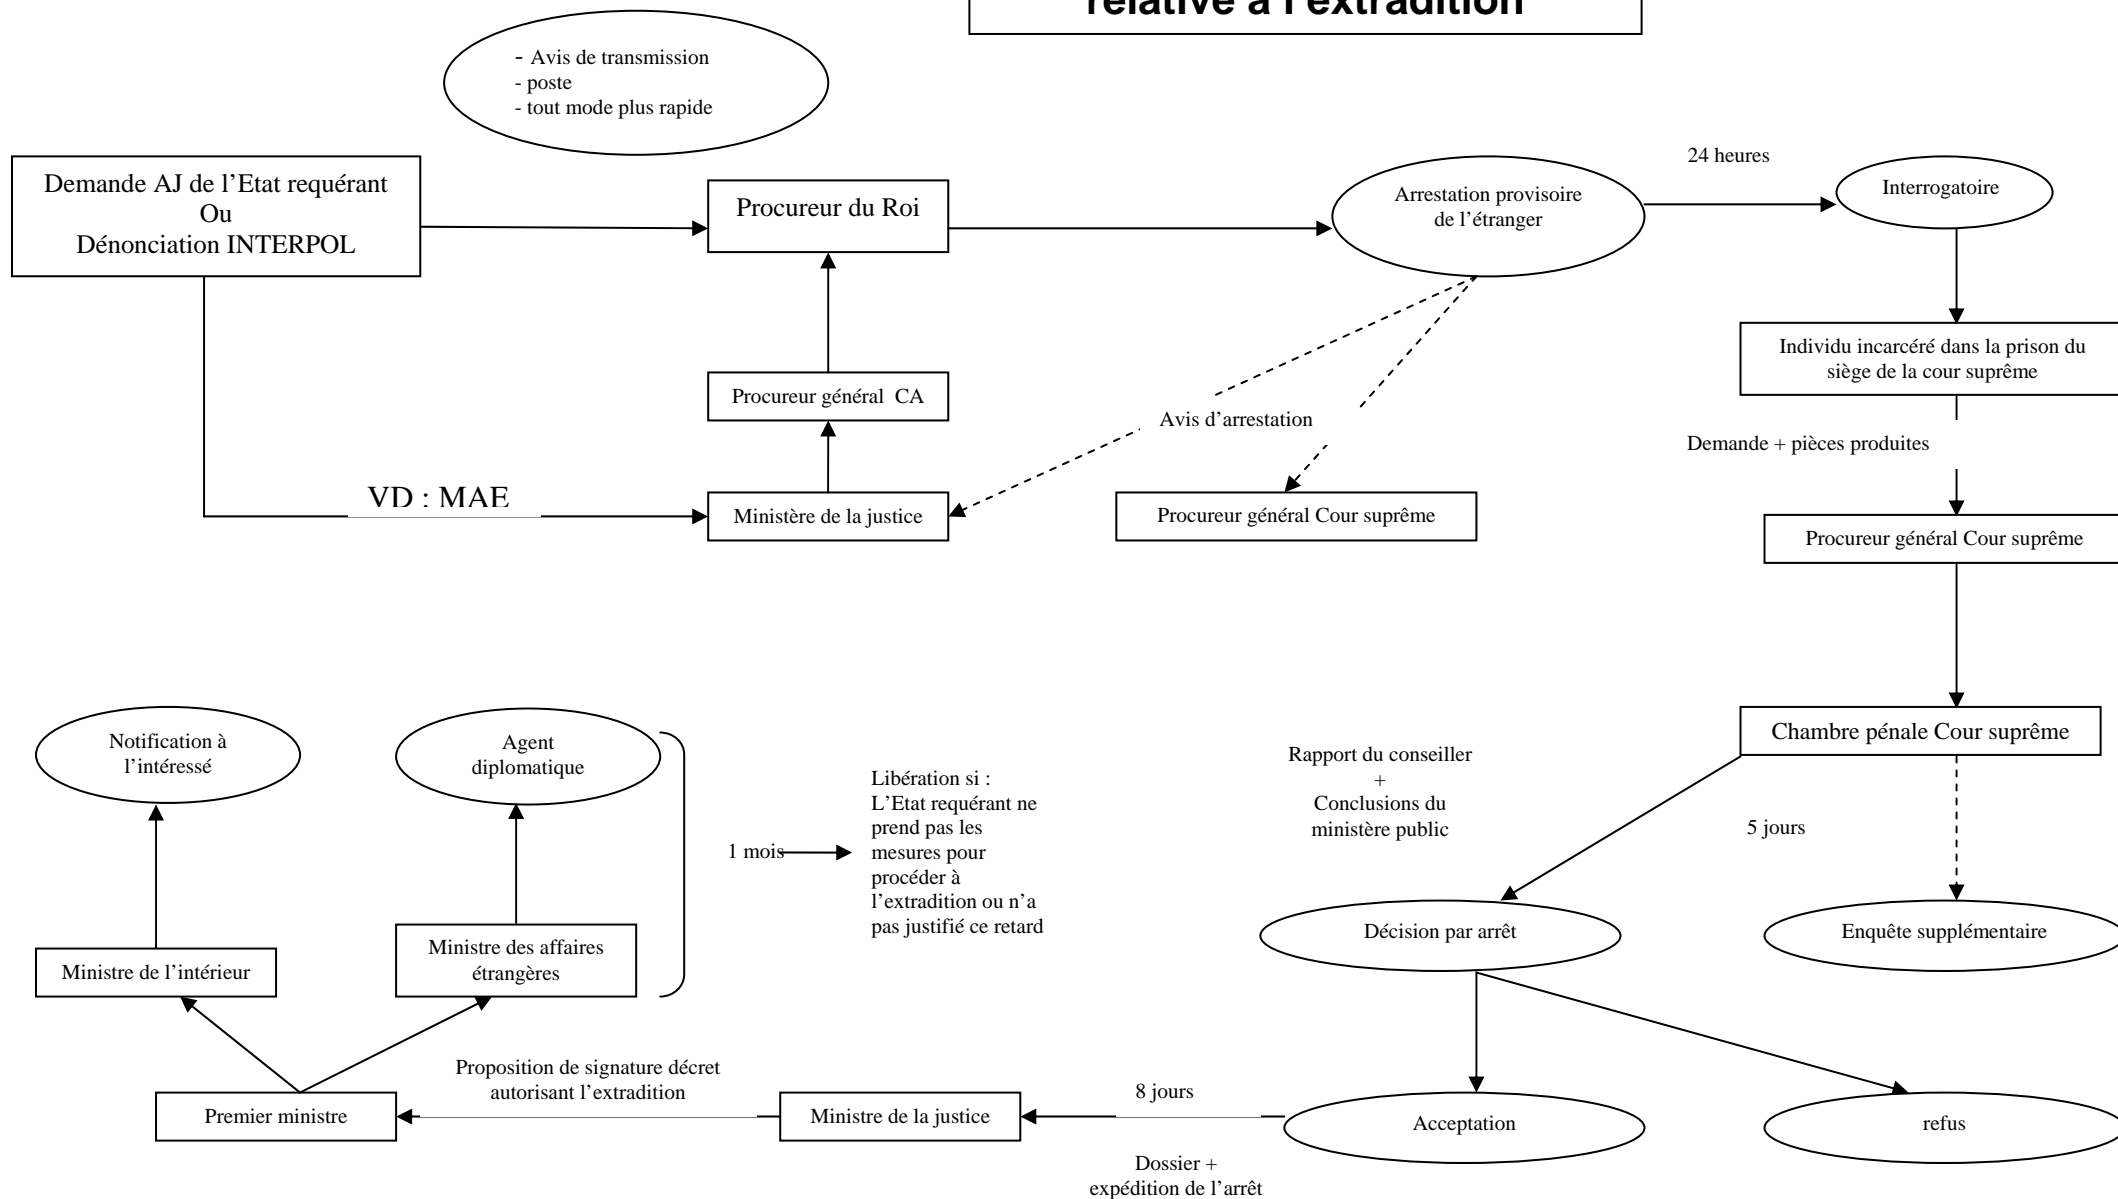 relative à l'extradition
- Avis de transmission
- poste
- tout mode plus rapide
24 heures
Demande AJ de l'Etat requérant
Ou
Dénonciation INTERPOL
Procureur du Roi
Arrestation provisoire
de l'étranger
Interrogatoire
Individu incarcéré dans la prison du
siège de la cour suprême
Procureur général  CA
Avis d'arrestation
Demande + pièces produites
VD : MAE
Ministère de la justice
Procureur général Cour suprême
Procureur général Cour suprême
Chambre pénale Cour suprême
Notification à
l'intéressé
Agent
diplomatique
Rapport du conseiller
+
Conclusions du
ministère public
5 jours
1 mois
Libération si :
L'Etat requérant ne
prend pas les
mesures pour
procéder à
l'extradition ou n'a
pas justifié ce retard
Décision par arrêt
Enquête supplémentaire
Ministre de l'intérieur
Ministre des affaires
étrangères
Proposition de signature décret
autorisant l'extradition
8 jours
Premier ministre
Ministre de la justice
Acceptation
refus
Dossier +
expédition de l'arrêt